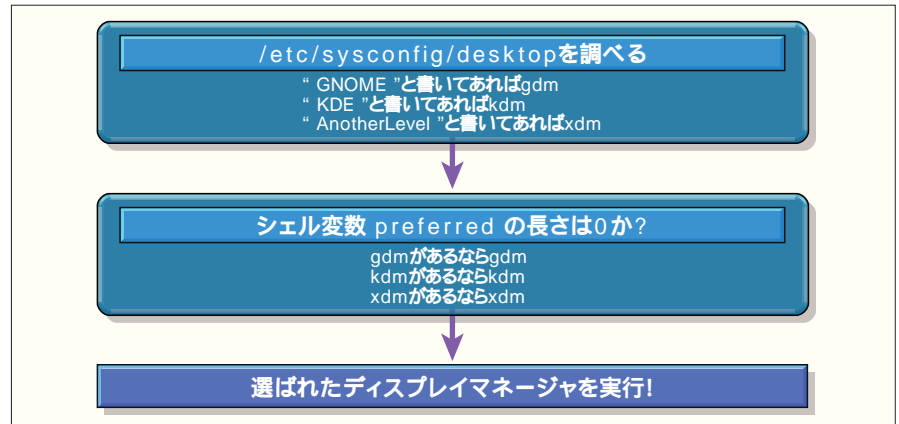 /etc/sysconfig/desktopを調べる
“ GNOME ”と書いてあればgdm
“ KDE ”と書いてあればkdm
“ AnotherLevel ”と書いてあればxdm
シェル変数 preferred の長さは0か?
gdmがあるならgdm
kdmがあるならkdm
xdmがあるならxdm
選ばれたディスプレイマネージャを実行!